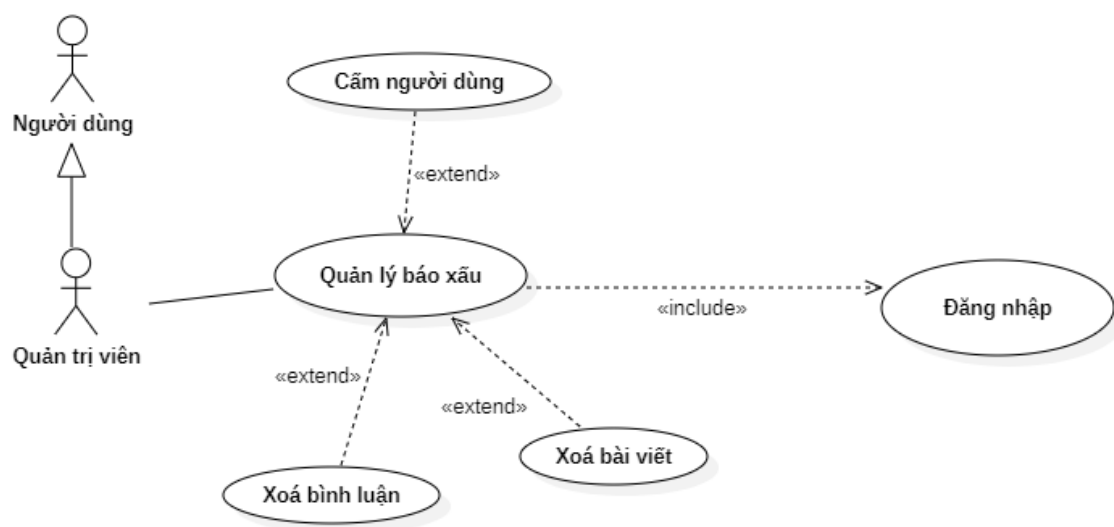 Người dùng
Cấm người dùng
«extend»
Quản lý báo xấu
«include»
Đăng nhập
Quản trị viên
«extend»
«extend»
Xoá bình luận
Xoá bài viết